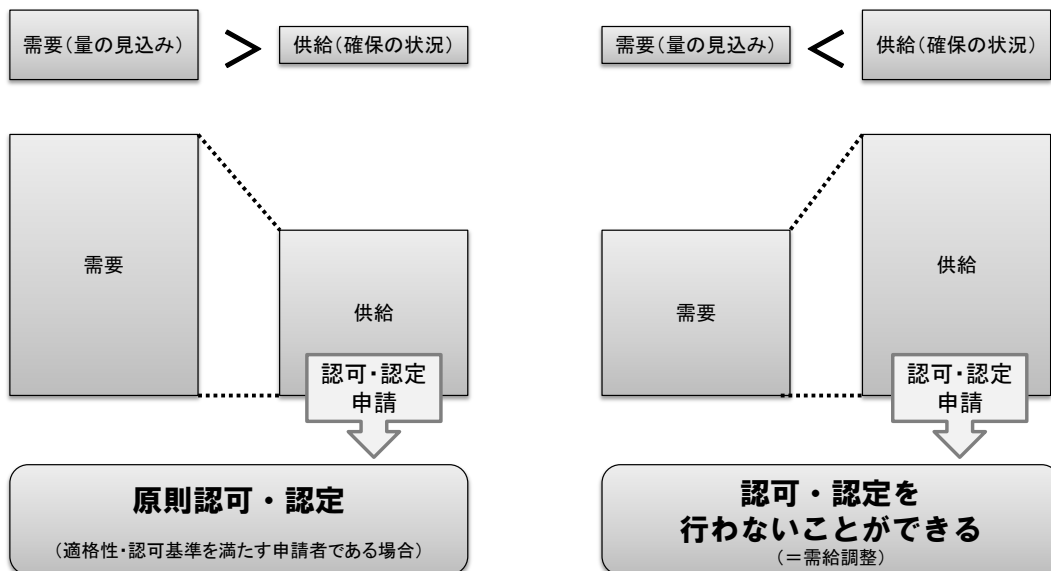 需要(量の見込み)
>
供給(確保の状況)
需要
供給
認可・認定
申請
原則認可・認定
(適格性・認可基準を満たす申請者である場合)
需要(量の見込み)
<
供給(確保の状況)
需要
供給
認可・認定
申請
認可・認定を
行わないことができる
(=需給調整)